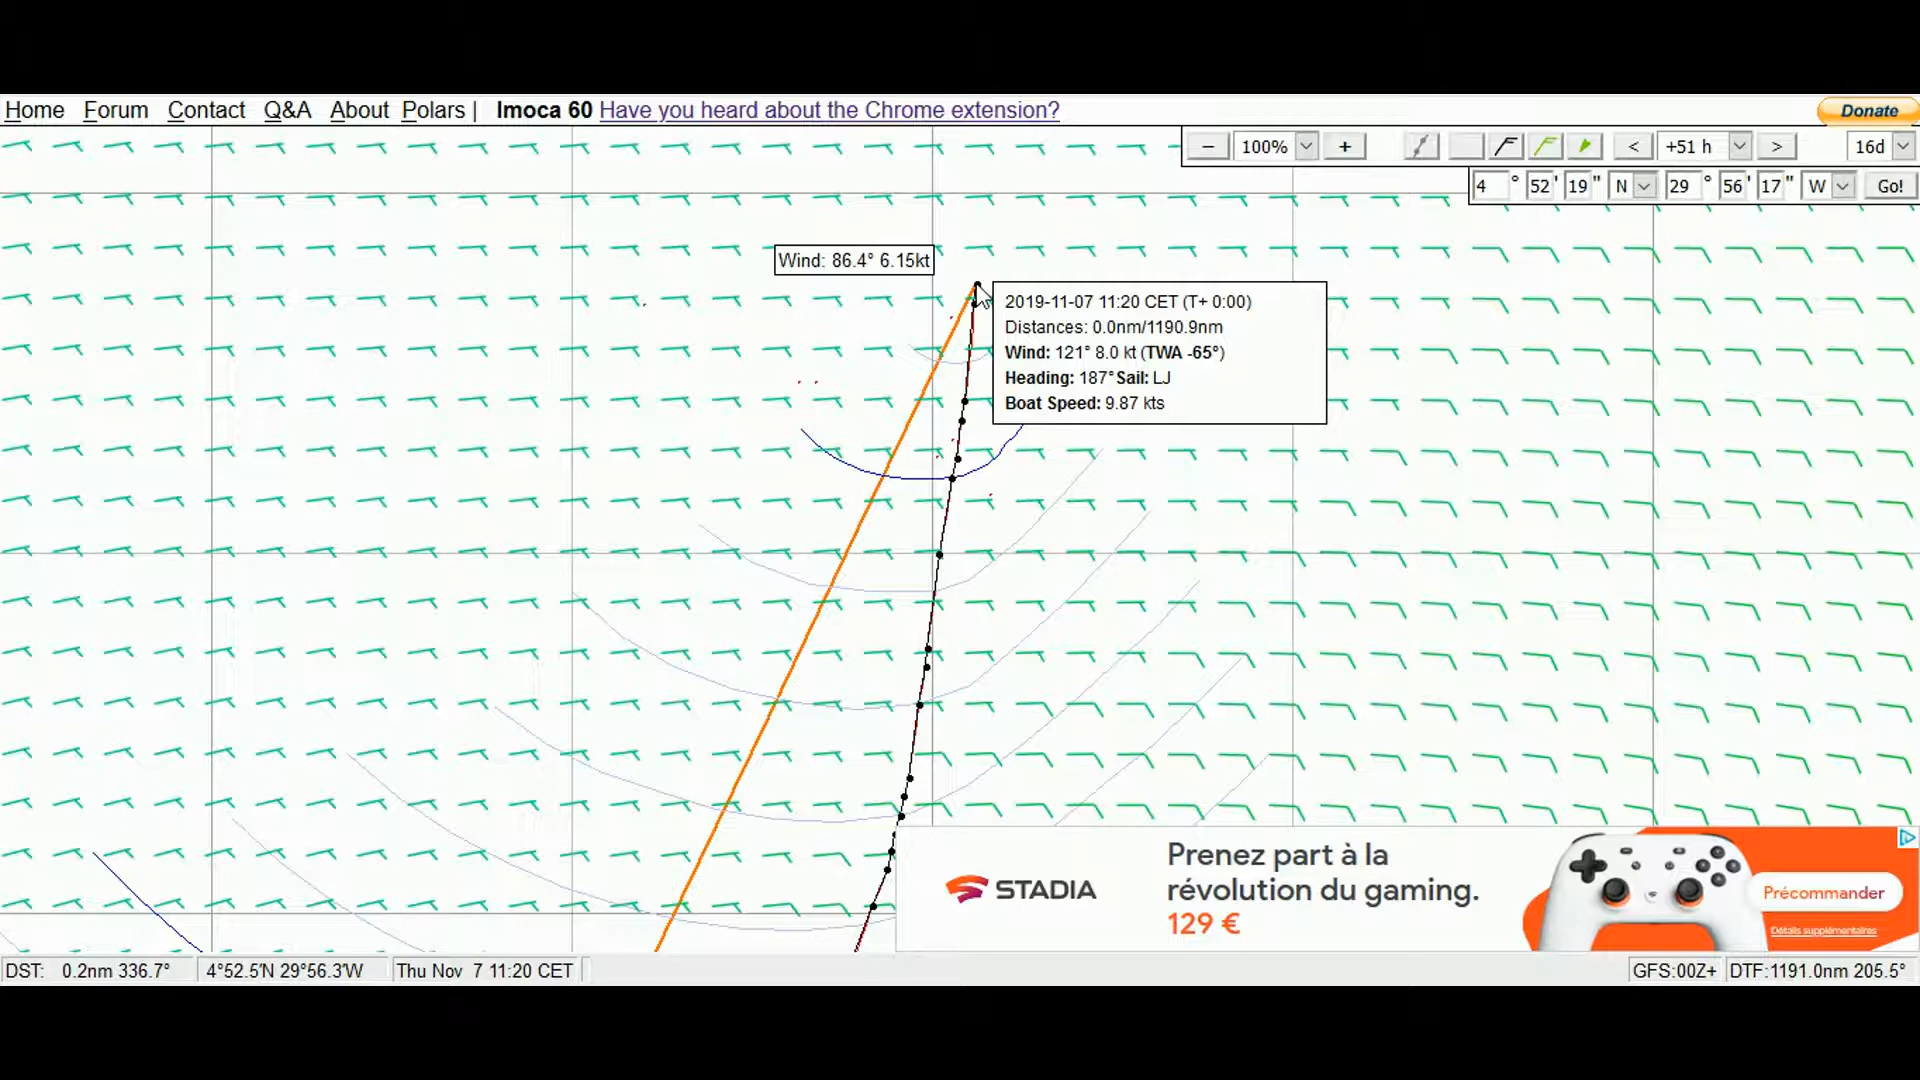 Home Forum Contact Q&A About Polars | Imoca 60 Have you heard about the Chrome extension?
Donate
− 100% + < +51 h > 16d
4 ° 52 ' 19 " N 29 ° 56 ' 17 " W Go!
Wind: 86.4° 6.15kt
2019-11-07 11:20 CET (T+ 0:00)
Distances: 0.0nm/1190.9nm
Wind: 121° 8.0 kt (TWA -65°)
Heading: 187° Sail: LJ
Boat Speed: 9.87 kts
STADIA
Prenez part à la
révolution du gaming.
129 €
Précommander
Détails supplémentaires
DST: 0.2nm 336.7° 4°52.5'N 29°56.3'W Thu Nov 7 11:20 CET GFS:00Z+ DTF:1191.0nm 205.5°